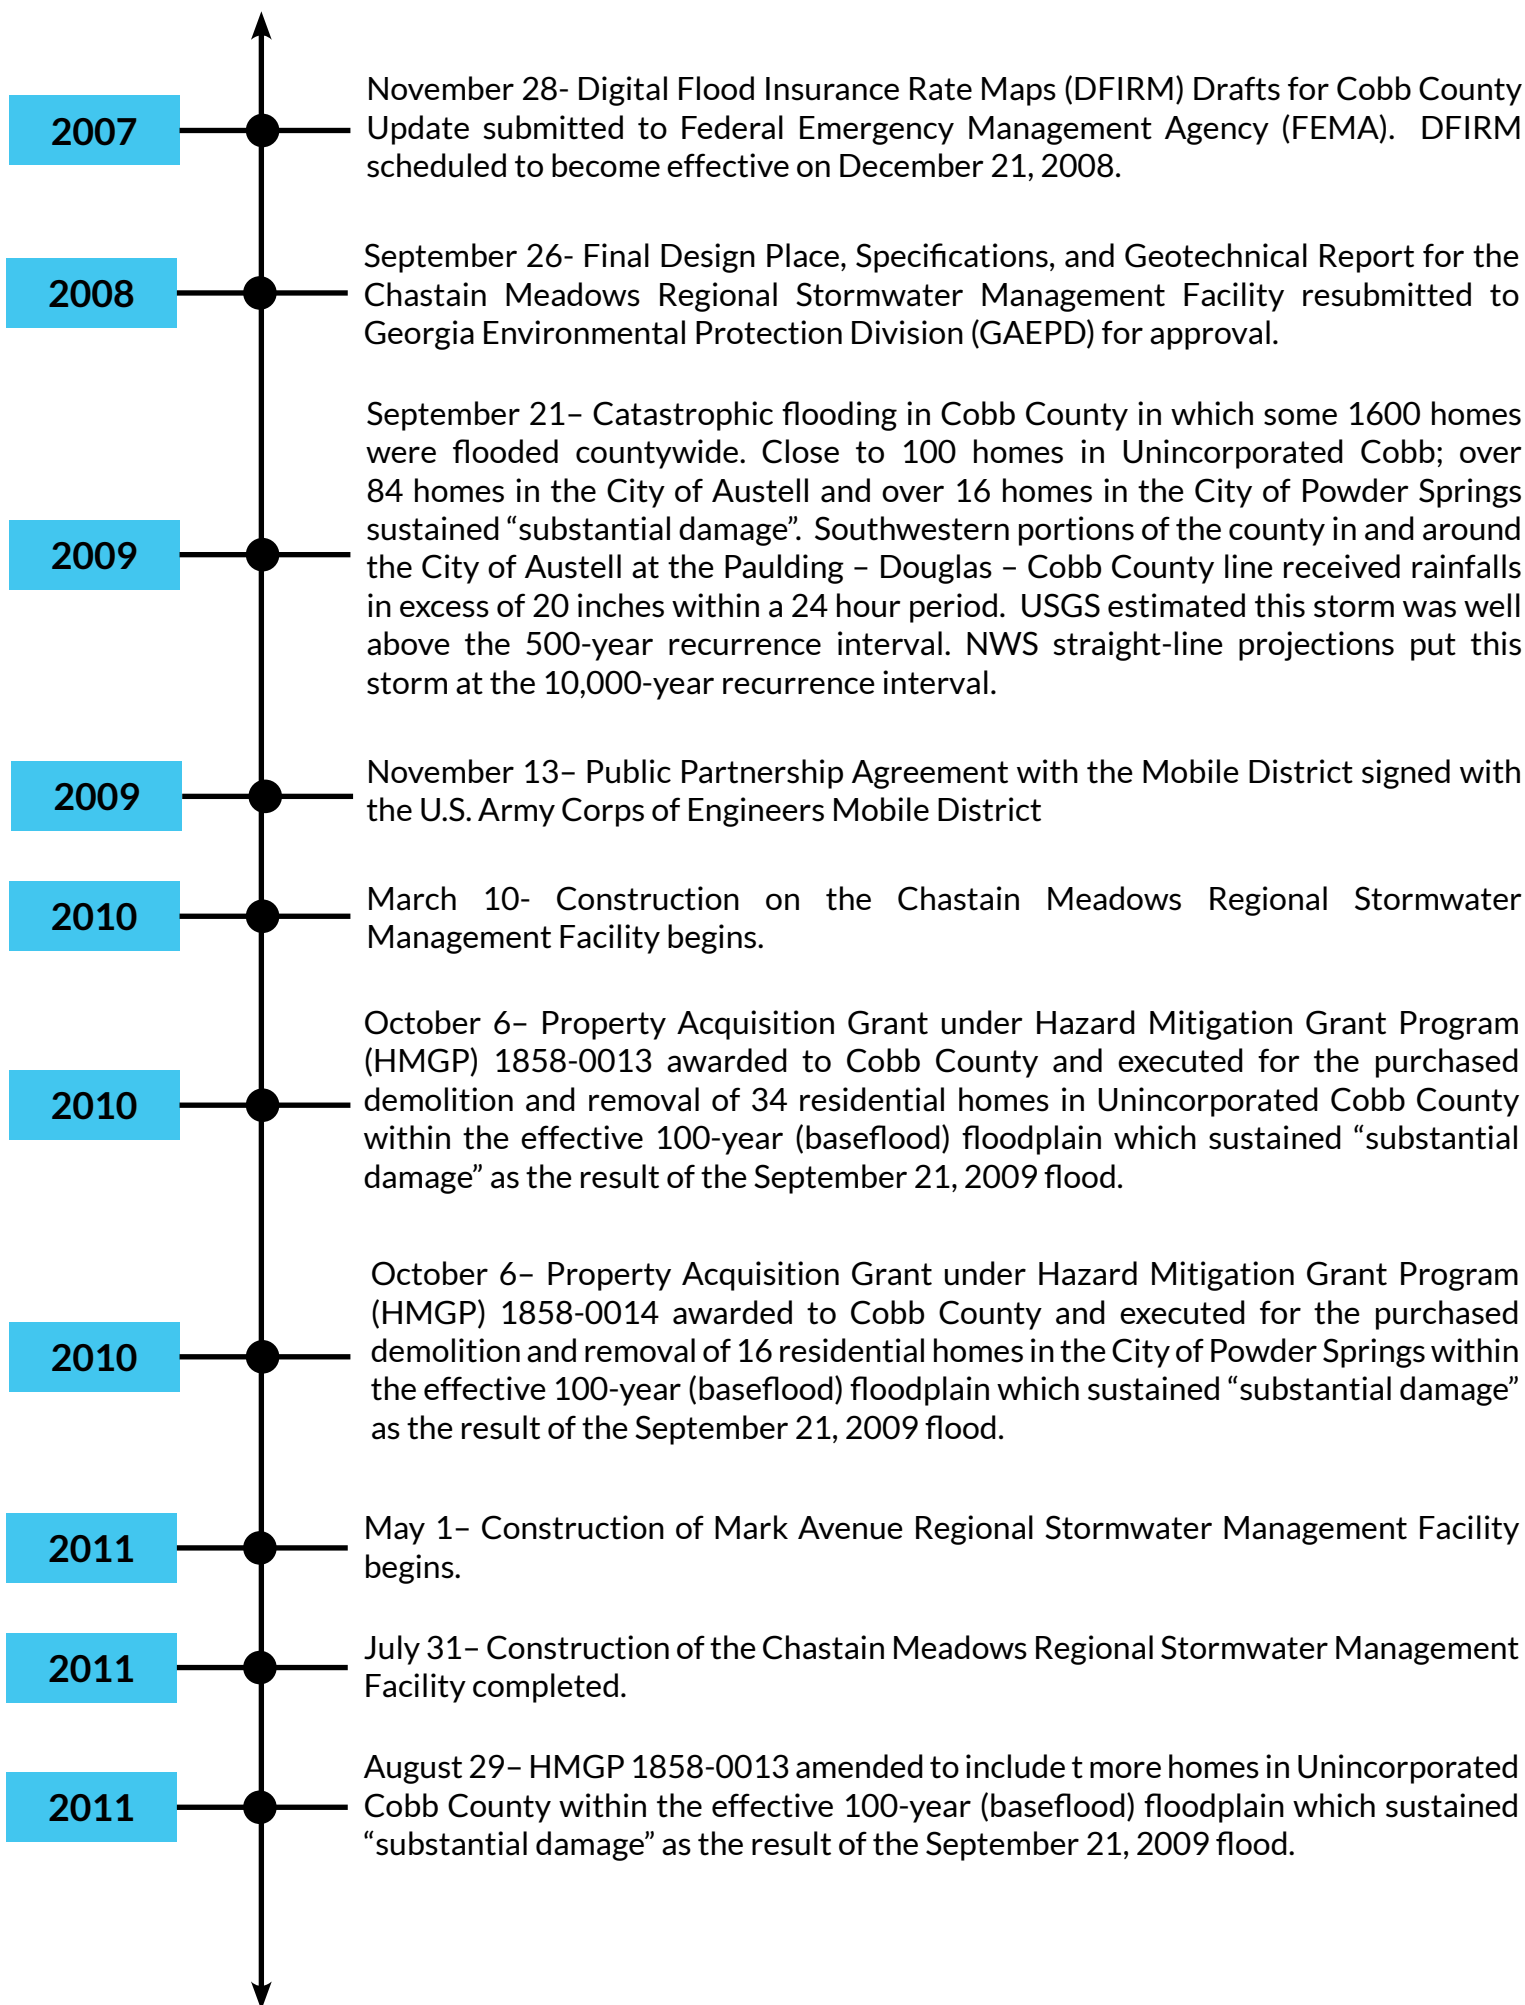 2007
November 28- Digital Flood Insurance Rate Maps (DFIRM) Drafts for Cobb County
Update submitted to Federal Emergency Management Agency (FEMA).  DFIRM
scheduled to become effective on December 21, 2008.
2008
September 26- Final Design Place, Specifications, and Geotechnical Report for the
Chastain Meadows Regional Stormwater Management Facility resubmitted to
Georgia Environmental Protection Division (GAEPD) for approval.
2009
September 21– Catastrophic flooding in Cobb County in which some 1600 homes
were flooded countywide. Close to 100 homes in Unincorporated Cobb; over
84 homes in the City of Austell and over 16 homes in the City of Powder Springs
sustained “substantial damage”.  Southwestern portions of the county in and around
the City of Austell at the Paulding – Douglas – Cobb County line received rainfalls
in excess of 20 inches within a 24 hour period.  USGS estimated this storm was well
above the 500-year recurrence interval. NWS straight-line projections put this
storm at the 10,000-year recurrence interval.
2009
November 13– Public Partnership Agreement with the Mobile District signed with
the U.S. Army Corps of Engineers Mobile District
2010
March 10- Construction on the Chastain Meadows Regional Stormwater
Management Facility begins.
2010
October 6– Property Acquisition Grant under Hazard Mitigation Grant Program
(HMGP) 1858-0013 awarded to Cobb County and executed for the purchased
demolition and removal of 34 residential homes in Unincorporated Cobb County
within the effective 100-year (baseflood) floodplain which sustained “substantial
damage” as the result of the September 21, 2009 flood.
2010
October 6– Property Acquisition Grant under Hazard Mitigation Grant Program
(HMGP) 1858-0014 awarded to Cobb County and executed for the purchased
demolition and removal of 16 residential homes in the City of Powder Springs within
the effective 100-year (baseflood) floodplain which sustained “substantial damage”
as the result of the September 21, 2009 flood.
2011
May 1– Construction of Mark Avenue Regional Stormwater Management Facility
begins.
2011
July 31– Construction of the Chastain Meadows Regional Stormwater Management
Facility completed.
2011
August 29– HMGP 1858-0013 amended to include t more homes in Unincorporated
Cobb County within the effective 100-year (baseflood) floodplain which sustained
“substantial damage” as the result of the September 21, 2009 flood.